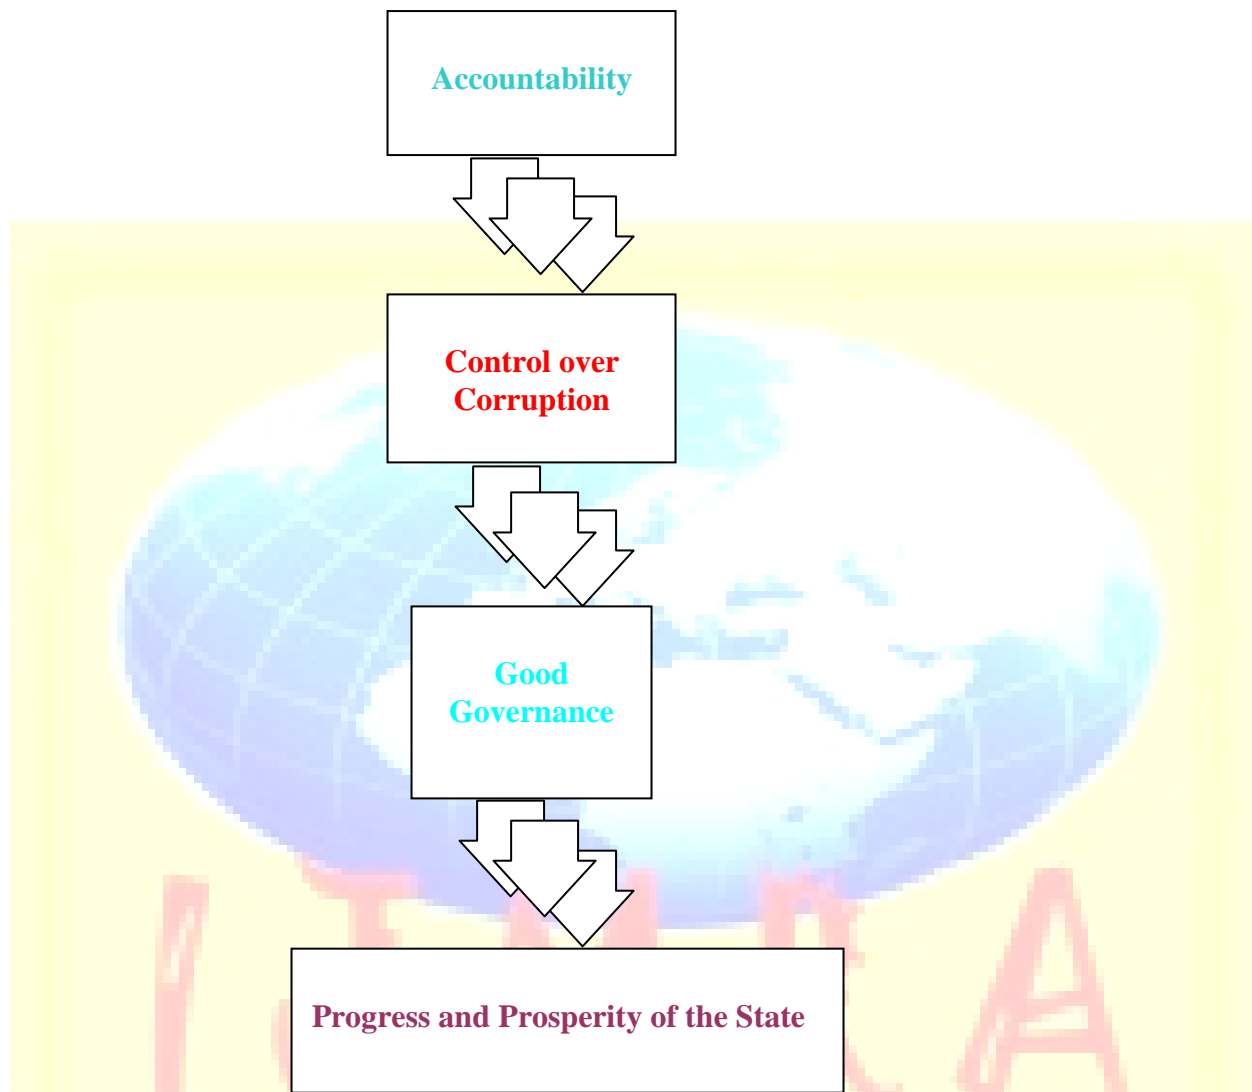 Accountability
Control over
Corruption
Good
Governance
Progress and Prosperity of the State